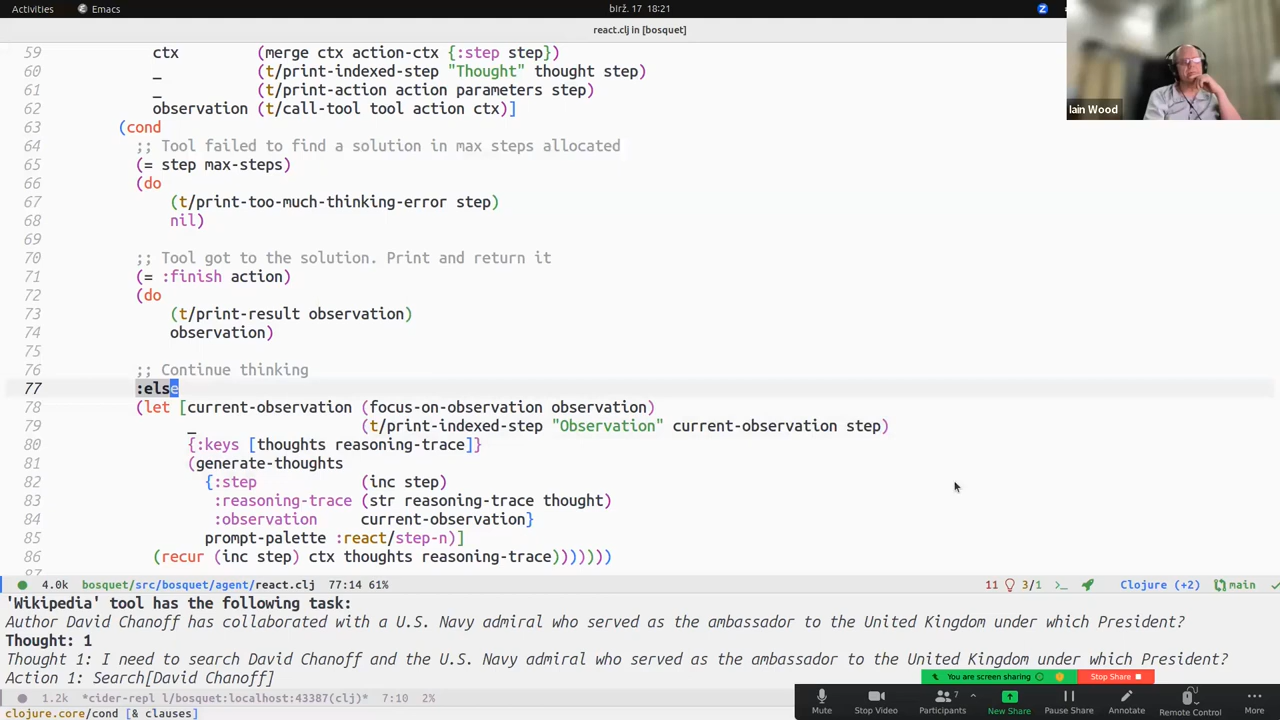 Activities Emacs birž. 17 18:21
react.clj in [bosquet]
Iain Wood
59 ctx (merge ctx action-ctx {:step step})
60 _ (t/print-indexed-step "Thought" thought step)
61 _ (t/print-action action parameters step)
62 observation (t/call-tool tool action ctx)]
63 (cond
64 ;; Tool failed to find a solution in max steps allocated
65 (= step max-steps)
66 (do
67 (t/print-too-much-thinking-error step)
68 nil)
69
70 ;; Tool got to the solution. Print and return it
71 (= :finish action)
72 (do
73 (t/print-result observation)
74 observation)
75
76 ;; Continue thinking
77 :else
78 (let [current-observation (focus-on-observation observation)
79 _ (t/print-indexed-step "Observation" current-observation step)
80 {:keys [thoughts reasoning-trace]}
81 (generate-thoughts
82 {:step (inc step)
83 :reasoning-trace (str reasoning-trace thought)
84 :observation current-observation}
85 prompt-palette :react/step-n)]
86 (recur (inc step) ctx thoughts reasoning-trace)))))))
4.0k bosquet/src/bosquet/agent/react.clj 77:14 61% 11 3/1 Clojure (+2) main
'Wikipedia' tool has the following task:
Author David Chanoff has collaborated with a U.S. Navy admiral who served as the ambassador to the United Kingdom under which President?
Thought: 1
Thought 1: I need to search David Chanoff and the U.S. Navy admiral who served as the ambassador to the United Kingdom under which President?
Action 1: Search[David Chanoff]
You are screen sharing Stop Share
1.2k *cider-repl l/bosquet:localhost:43387(clj)* 7:10 2%
Mute Stop Video Participants 7 New Share Pause Share Annotate Remote Control More
clojure.core/cond [& clauses]